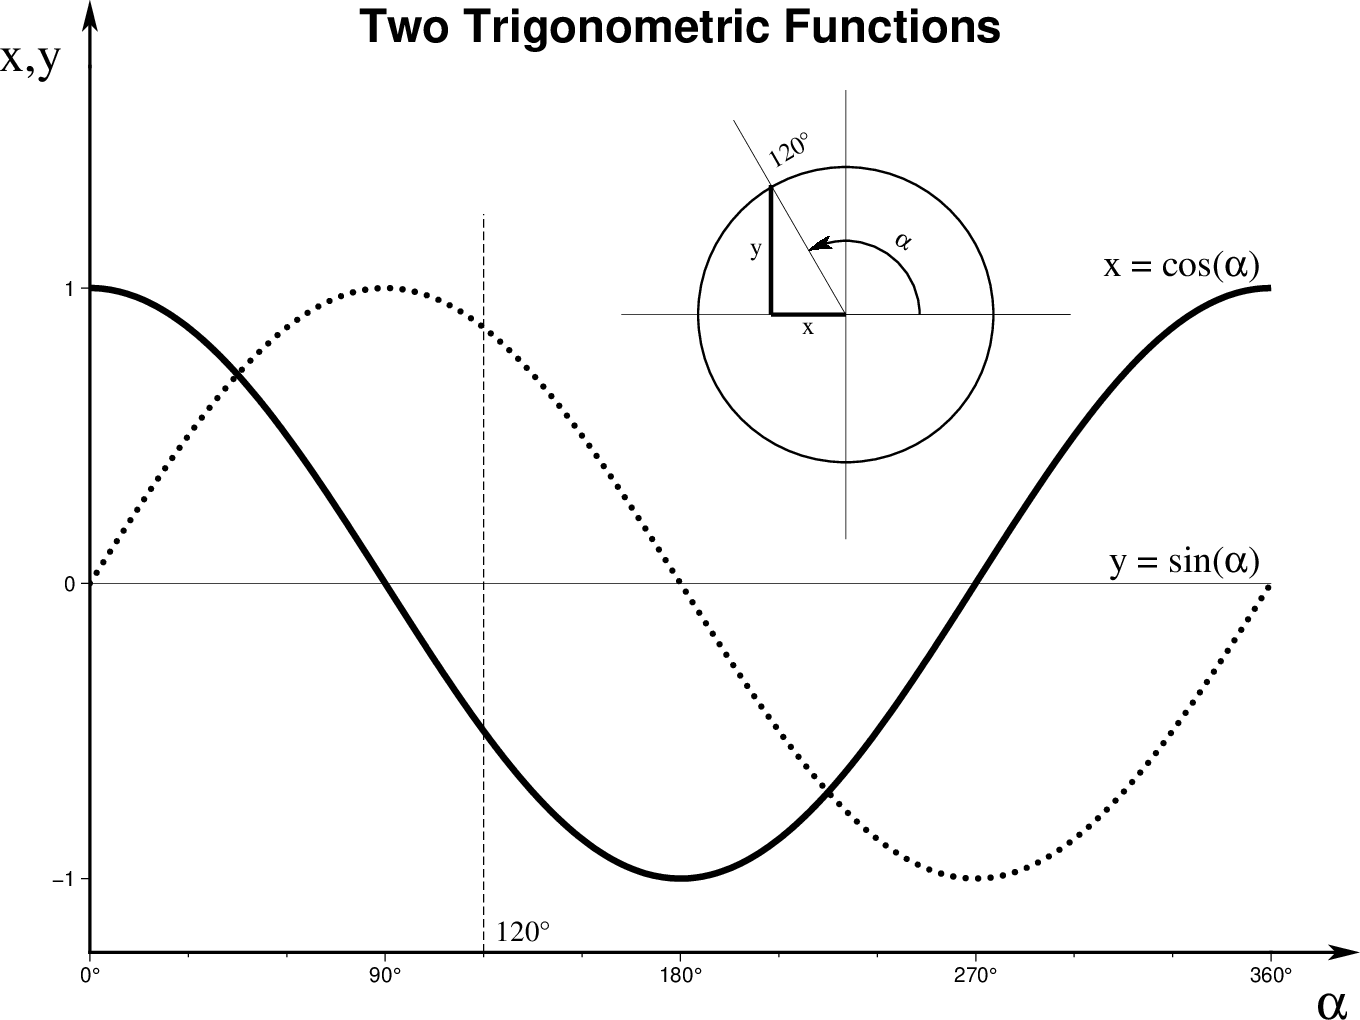 Two Trigonometric Functions
x,y
120°
α
y
x = cos(α)
1
x
y = sin(α)
0
−1
120°
0°
90°
180°
270°
360°
α